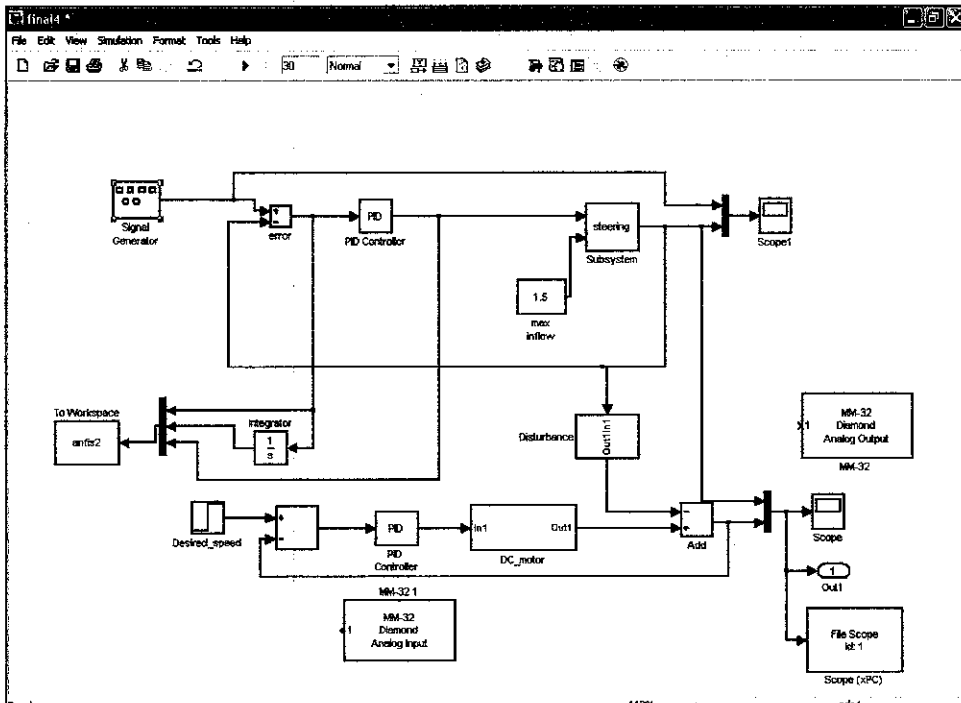 final4 *
File Edit View Simulation Format Tools Help
30 Normal
Signal
Generator
error
PID
PID Controller
steering
Subsystem
Scope1
1.5
max
inflow
To Workspace
anfis2
Integrator
1
s
Disturbance
Out1 In1
MM-32
Diamond
Analog Output
1
MM-32
Desired_speed
PID
PID
Controller
In1 Out1
DC_motor
Add
Scope
1
Out1
MM-32 1
MM-32
Diamond
Analog Input
1
File Scope
Id: 1
Scope (xPC)